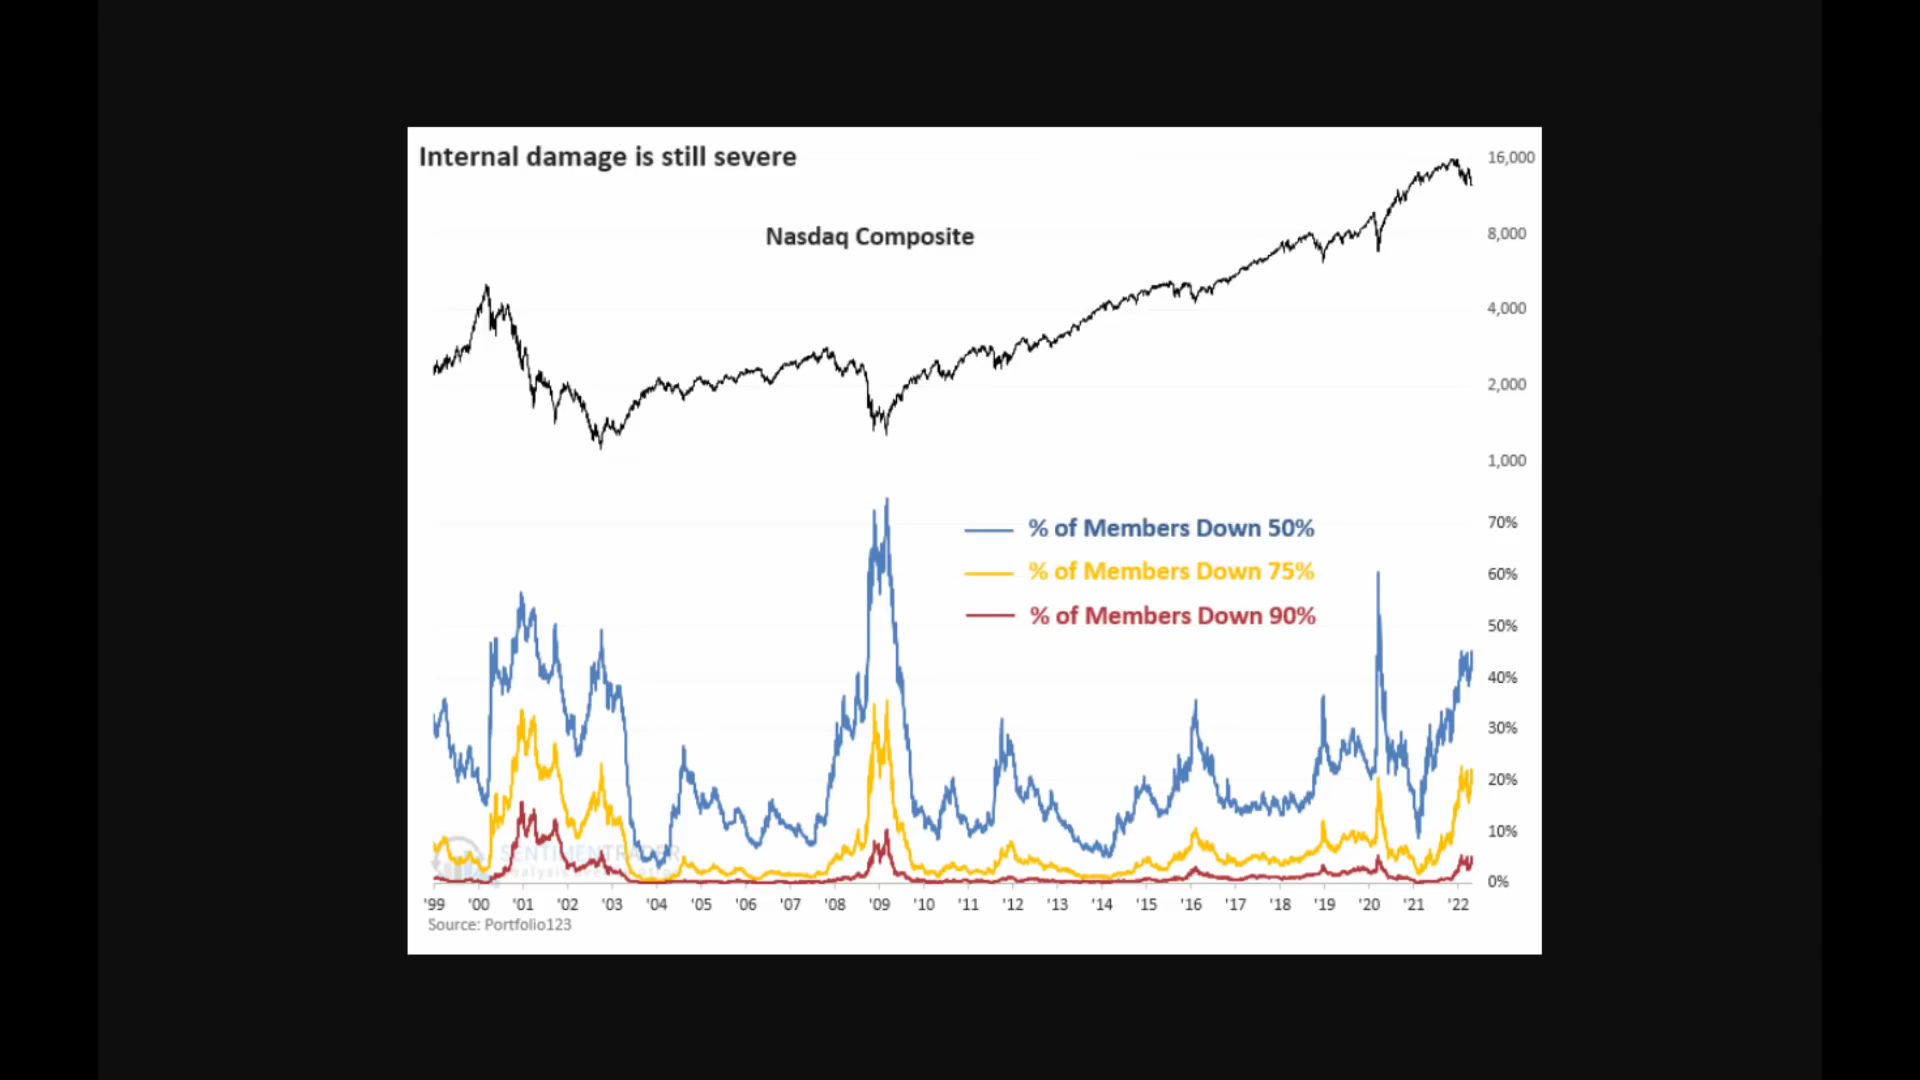 Internal damage is still severe
16,000
Nasdaq Composite
8,000
4,000
2,000
1,000
% of Members Down 50%
% of Members Down 75%
% of Members Down 90%
70%
60%
50%
40%
30%
20%
10%
0%
SENTIMENTRADER
'99 '00 '01 '02 '03 '04 '05 '06 '07 '08 '09 '10 '11 '12 '13 '14 '15 '16 '17 '18 '19 '20 '21 '22
Source: Portfolio123